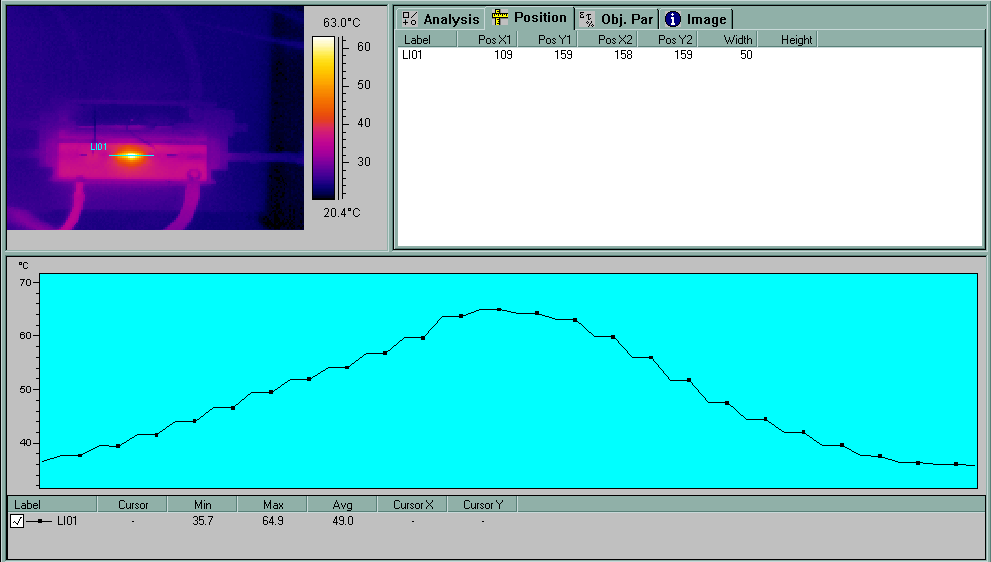 63.0°C
60
50
40
30
20.4°C
LI01
Analysis Position ετ % Obj. Par Image
Label Pos X1 Pos Y1 Pos X2 Pos Y2 Width Height
LI01 109 159 158 159 50
°C
70
60
50
40
Label Cursor Min Max Avg Cursor X Cursor Y
LI01 - 35.7 64.9 49.0 - -